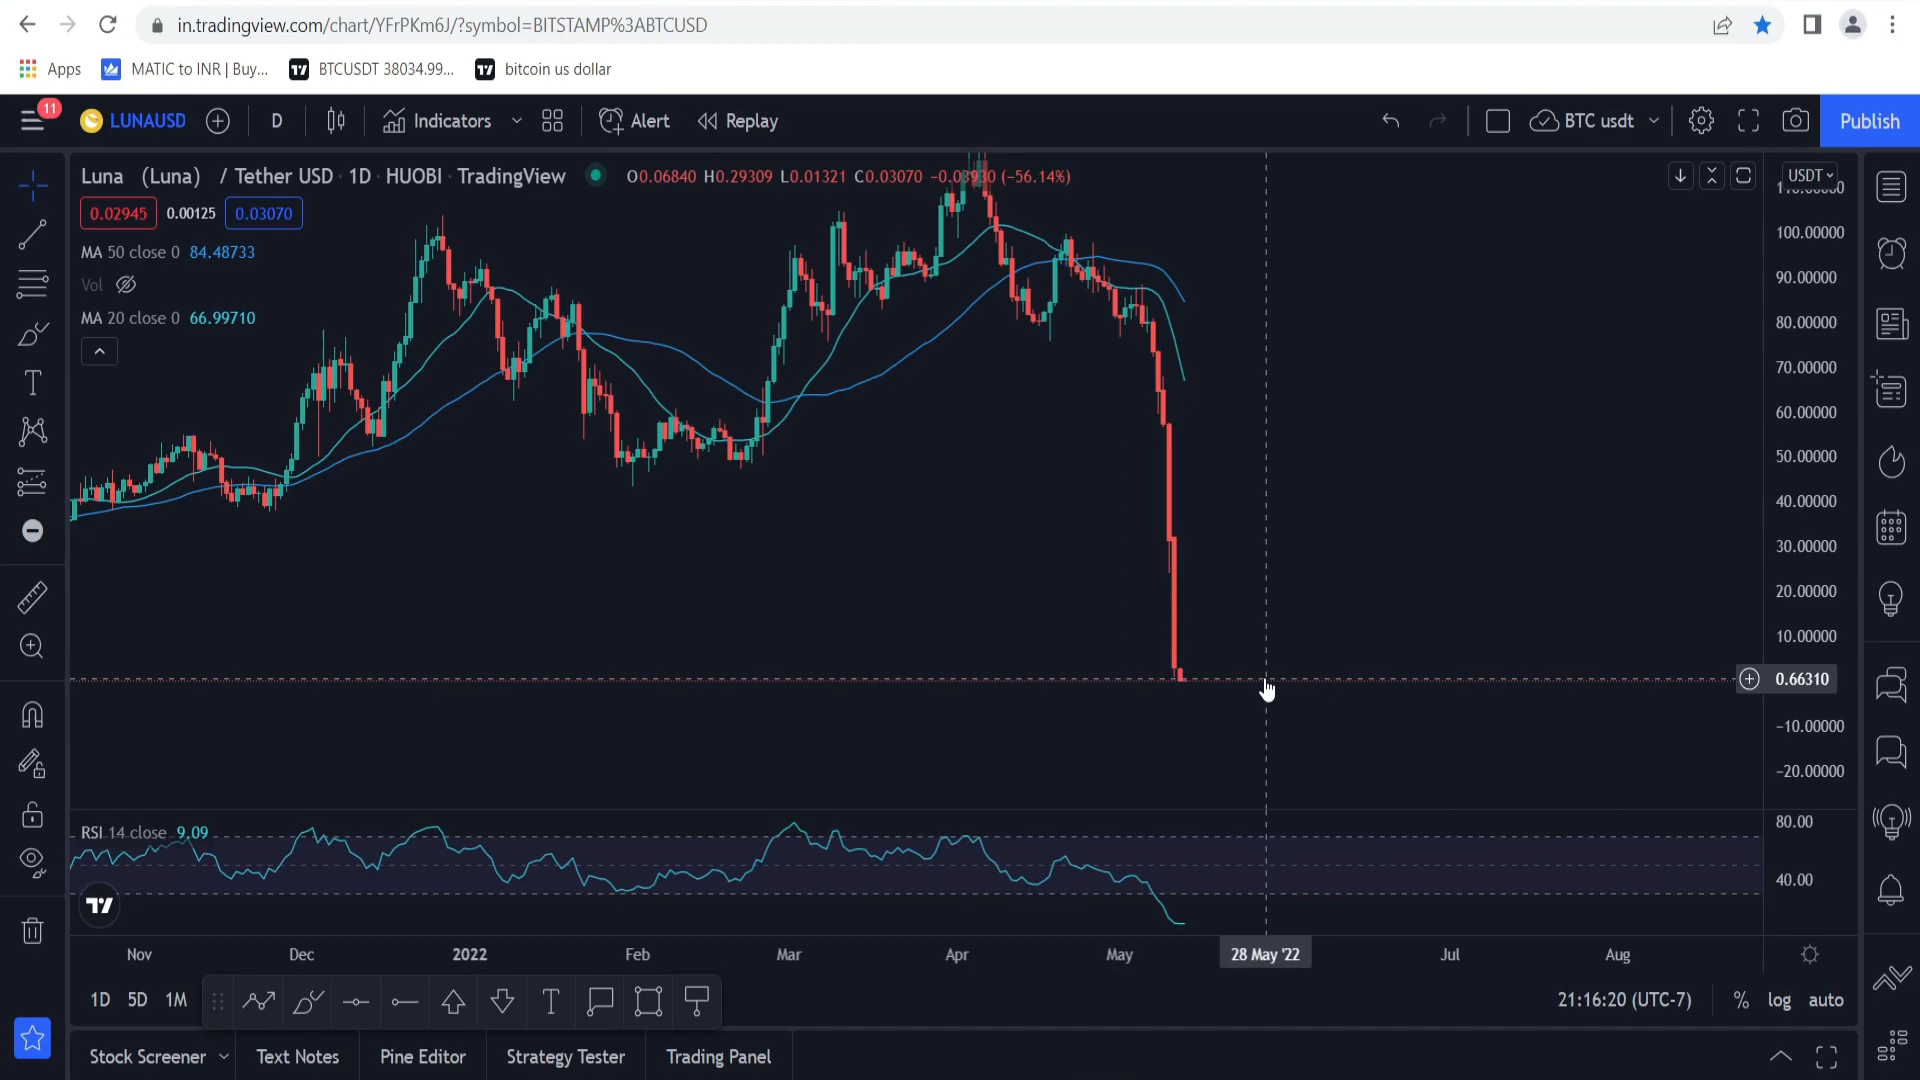 in.tradingview.com/chart/YFrPKm6J/?symbol=BITSTAMP%3ABTCUSD
Apps
MATIC to INR | Buy...
BTCUSDT 38034.99...
bitcoin us dollar
11
LUNAUSD
D
Indicators
Alert
Replay
BTC usdt
Publish
Luna (Luna) / Tether USD · 1D · HUOBI · TradingView
O0.06840 H0.29309 L0.01321 C0.03070 −0.03930 (−56.14%)
USDT
0.02945 0.00125 0.03070
MA 50 close 0 84.48733
Vol
MA 20 close 0 66.99710
100.00000
90.00000
80.00000
70.00000
60.00000
50.00000
40.00000
30.00000
20.00000
10.00000
0.66310
−10.00000
−20.00000
RSI 14 close 9.09
80.00
40.00
Nov Dec 2022 Feb Mar Apr May 28 May '22 Jul Aug
1D 5D 1M
T
21:16:20 (UTC-7)
% log auto
Stock Screener
Text Notes
Pine Editor
Strategy Tester
Trading Panel